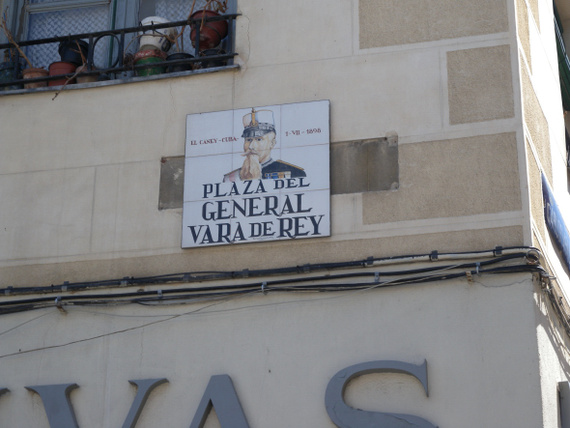 EL CANEY-CUBA 1-VII-1898
PLAZA DEL
GENERAL
VARA DE REY
VAS S